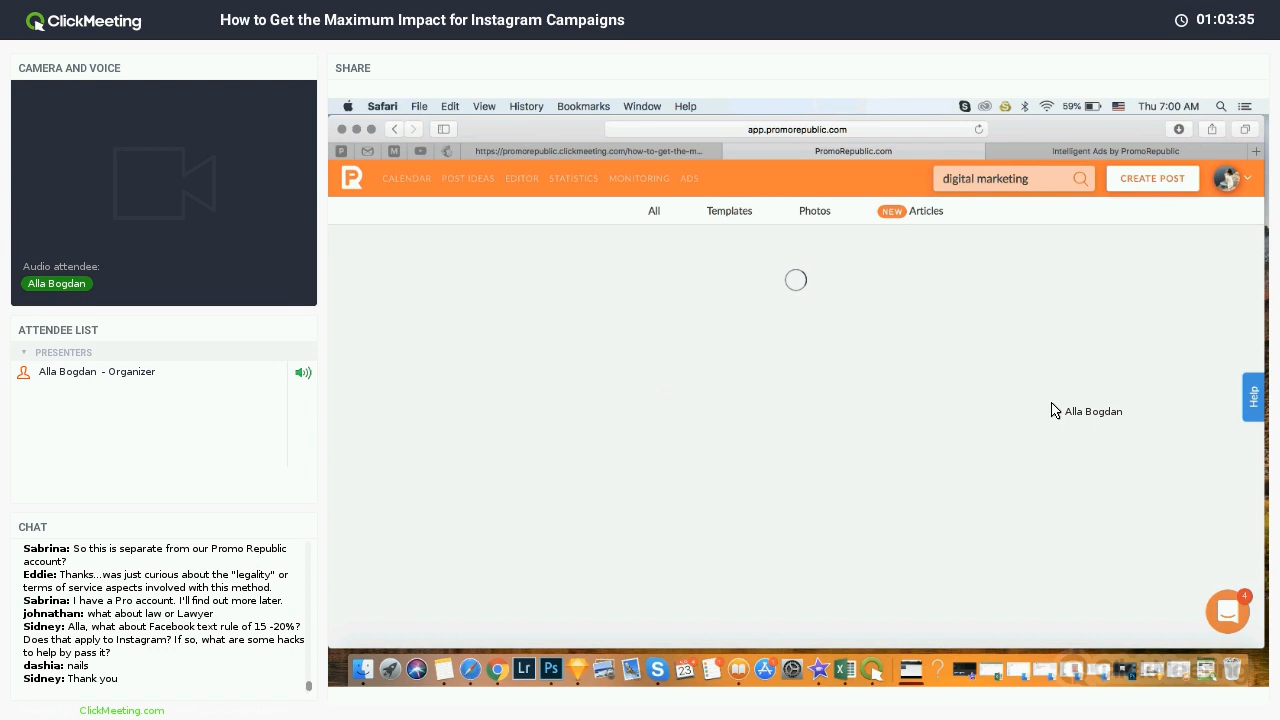 ClickMeeting
How to Get the Maximum Impact for Instagram Campaigns
01:03:35
CAMERA AND VOICE
Audio attendee:
Alla Bogdan
ATTENDEE LIST
PRESENTERS
Alla Bogdan - Organizer
CHAT
Sabrina: So this is separate from our Promo Republic
account?
Eddie: Thanks...was just curious about the "legality" or
terms of service aspects involved with this method.
Sabrina: I have a Pro account. I'll find out more later.
johnathan: what about law or Lawyer
Sidney: Alla, what about Facebook text rule of 15 -20%?
Does that apply to Instagram? If so, what are some hacks
to help by pass it?
dashia: nails
Sidney: Thank you
ClickMeeting.com
SHARE
Safari File Edit View History Bookmarks Window Help
59% Thu 7:00 AM
app.promorepublic.com
P M https://promorepublic.clickmeeting.com/how-to-get-the-m... PromoRepublic.com Intelligent Ads by PromoRepublic +
CALENDAR POST IDEAS EDITOR STATISTICS MONITORING ADS
digital marketing
CREATE POST
All Templates Photos NEW Articles
Alla Bogdan
Help
4
Lr Ps 23